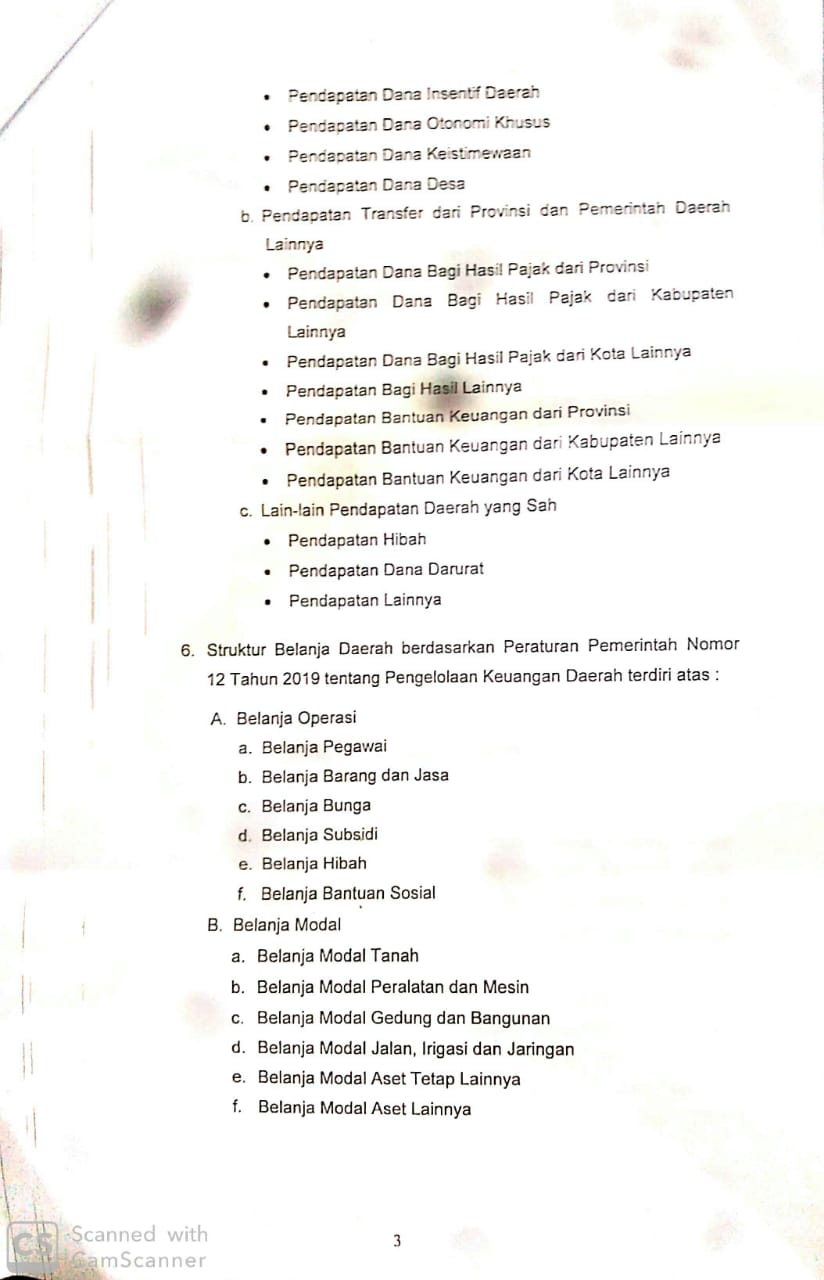 • Pendapatan Dana Insentif Daerah
• Pendapatan Dana Otonomi Khusus
• Pendapatan Dana Keistimewaan
• Pendapatan Dana Desa
b. Pendapatan Transfer dari Provinsi dan Pemerintah Daerah
Lainnya
• Pendapatan Dana Bagi Hasil Pajak dari Provinsi
• Pendapatan Dana Bagi Hasil Pajak dari Kabupaten
Lainnya
• Pendapatan Dana Bagi Hasil Pajak dari Kota Lainnya
• Pendapatan Bagi Hasil Lainnya
• Pendapatan Bantuan Keuangan dari Provinsi
• Pendapatan Bantuan Keuangan dari Kabupaten Lainnya
• Pendapatan Bantuan Keuangan dari Kota Lainnya
c. Lain-lain Pendapatan Daerah yang Sah
• Pendapatan Hibah
• Pendapatan Dana Darurat
• Pendapatan Lainnya
6. Struktur Belanja Daerah berdasarkan Peraturan Pemerintah Nomor
12 Tahun 2019 tentang Pengelolaan Keuangan Daerah terdiri atas :
A. Belanja Operasi
a. Belanja Pegawai
b. Belanja Barang dan Jasa
c. Belanja Bunga
d. Belanja Subsidi
e. Belanja Hibah
f. Belanja Bantuan Sosial
B. Belanja Modal
a. Belanja Modal Tanah
b. Belanja Modal Peralatan dan Mesin
c. Belanja Modal Gedung dan Bangunan
d. Belanja Modal Jalan, Irigasi dan Jaringan
e. Belanja Modal Aset Tetap Lainnya
f. Belanja Modal Aset Lainnya
3
CS Scanned with
CamScanner